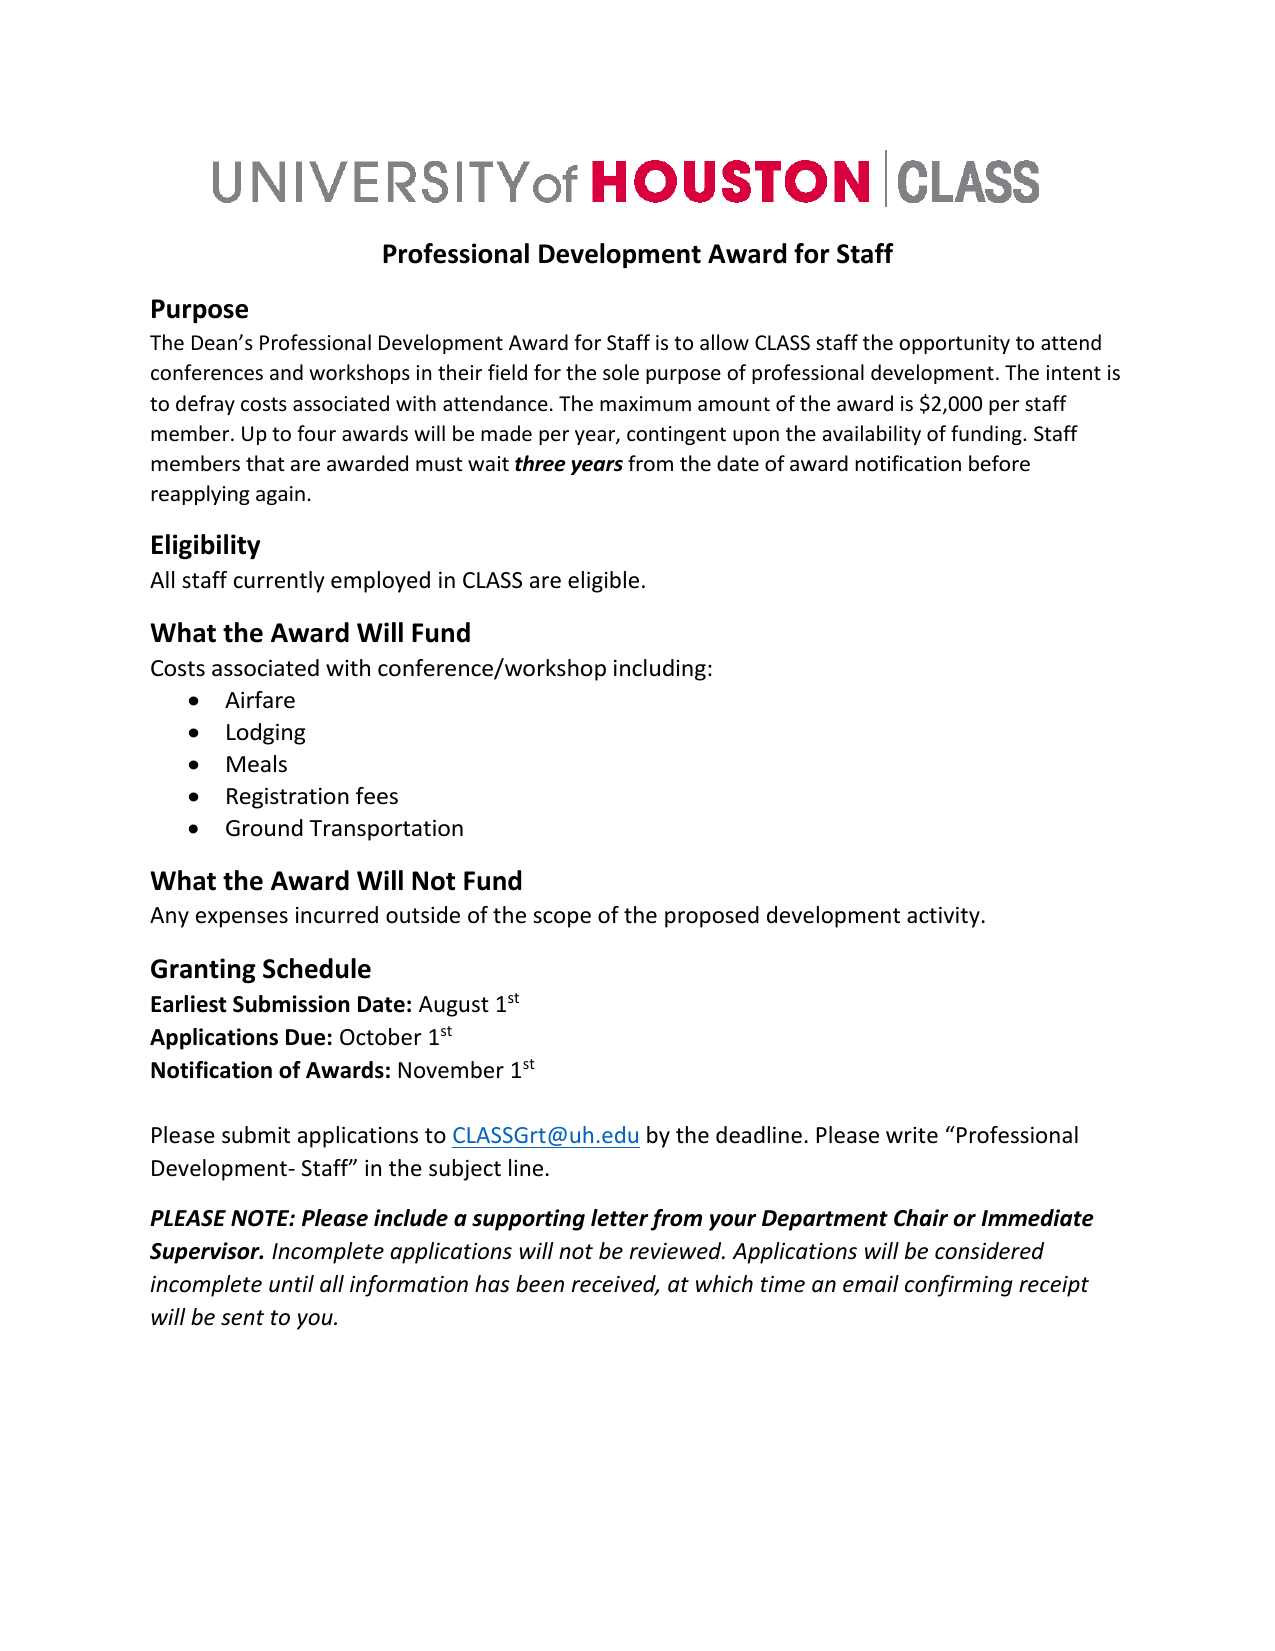 UNIVERSITY of HOUSTON | CLASS
Professional Development Award for Staff
Purpose
The Dean’s Professional Development Award for Staff is to allow CLASS staff the opportunity to attend
conferences and workshops in their field for the sole purpose of professional development. The intent is
to defray costs associated with attendance. The maximum amount of the award is $2,000 per staff
member. Up to four awards will be made per year, contingent upon the availability of funding. Staff
members that are awarded must wait three years from the date of award notification before
reapplying again.
Eligibility
All staff currently employed in CLASS are eligible.
What the Award Will Fund
Costs associated with conference/workshop including:
• Airfare
• Lodging
• Meals
• Registration fees
• Ground Transportation
What the Award Will Not Fund
Any expenses incurred outside of the scope of the proposed development activity.
Granting Schedule
Earliest Submission Date: August 1st
Applications Due: October 1st
Notification of Awards: November 1st
Please submit applications to CLASSGrt@uh.edu by the deadline. Please write “Professional
Development- Staff” in the subject line.
PLEASE NOTE: Please include a supporting letter from your Department Chair or Immediate
Supervisor. Incomplete applications will not be reviewed. Applications will be considered
incomplete until all information has been received, at which time an email confirming receipt
will be sent to you.